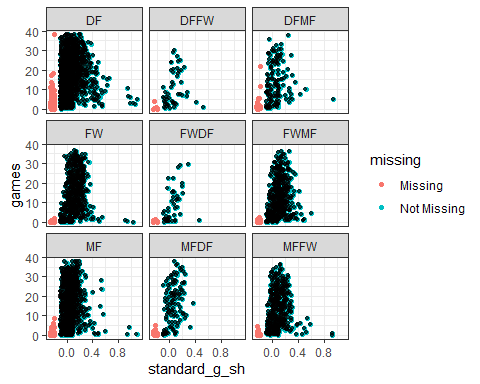 DF DFFW DFMF
40
30
20
10
0
FW FWDF FWMF
40
30
20
10
0
MF MFDF MFFW
40
30
20
10
0
0.0 0.4 0.8 0.0 0.4 0.8 0.0 0.4 0.8
standard_g_sh
games
missing
Missing
Not Missing